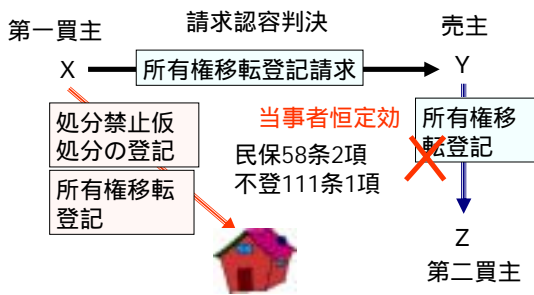 請求認容判決
第一買主
売主
X
所有権移転登記請求
Y
処分禁止仮
処分の登記
当事者恒定効
所有権移
転登記
民保58条2項
不登111条1項
所有権移転
登記
Z
第二買主